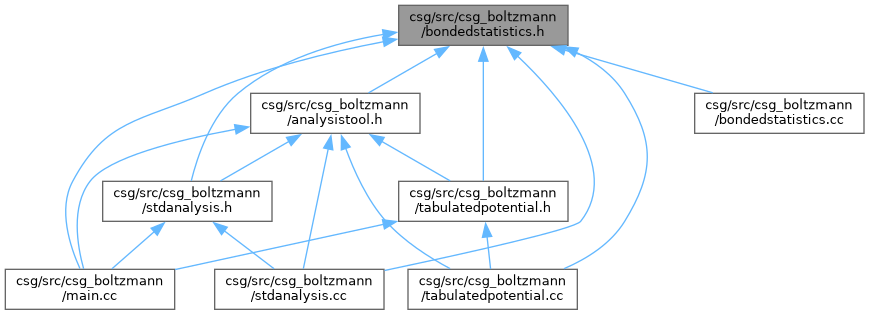 csg/src/csg_boltzmann
/bondedstatistics.h
csg/src/csg_boltzmann
/analysistool.h
csg/src/csg_boltzmann
/bondedstatistics.cc
csg/src/csg_boltzmann
/stdanalysis.h
csg/src/csg_boltzmann
/tabulatedpotential.h
csg/src/csg_boltzmann
/main.cc
csg/src/csg_boltzmann
/stdanalysis.cc
csg/src/csg_boltzmann
/tabulatedpotential.cc